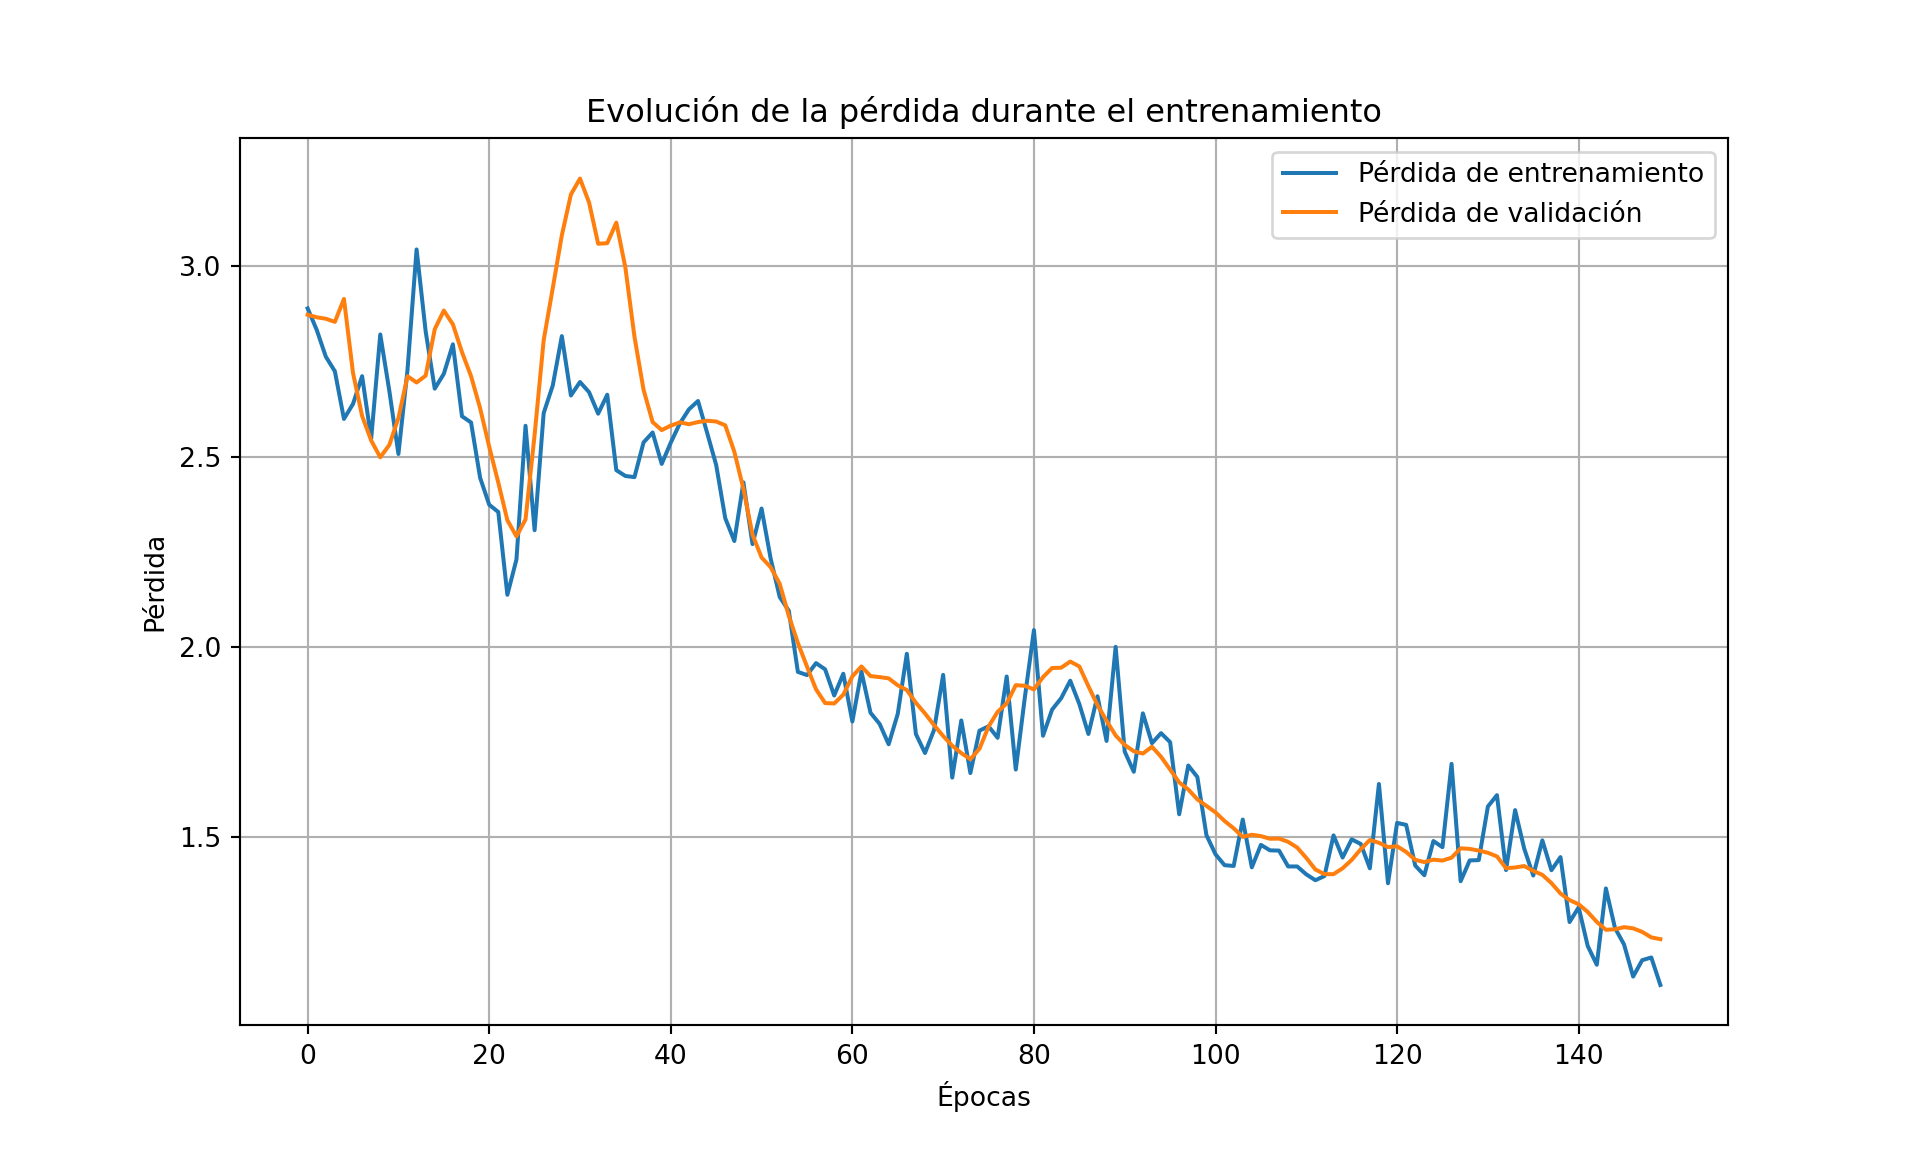 Evolución de la pérdida durante el entrenamiento
Pérdida de entrenamiento
Pérdida de validación
3.0
2.5
2.0
1.5
Pérdida
0 20 40 60 80 100 120 140
Épocas